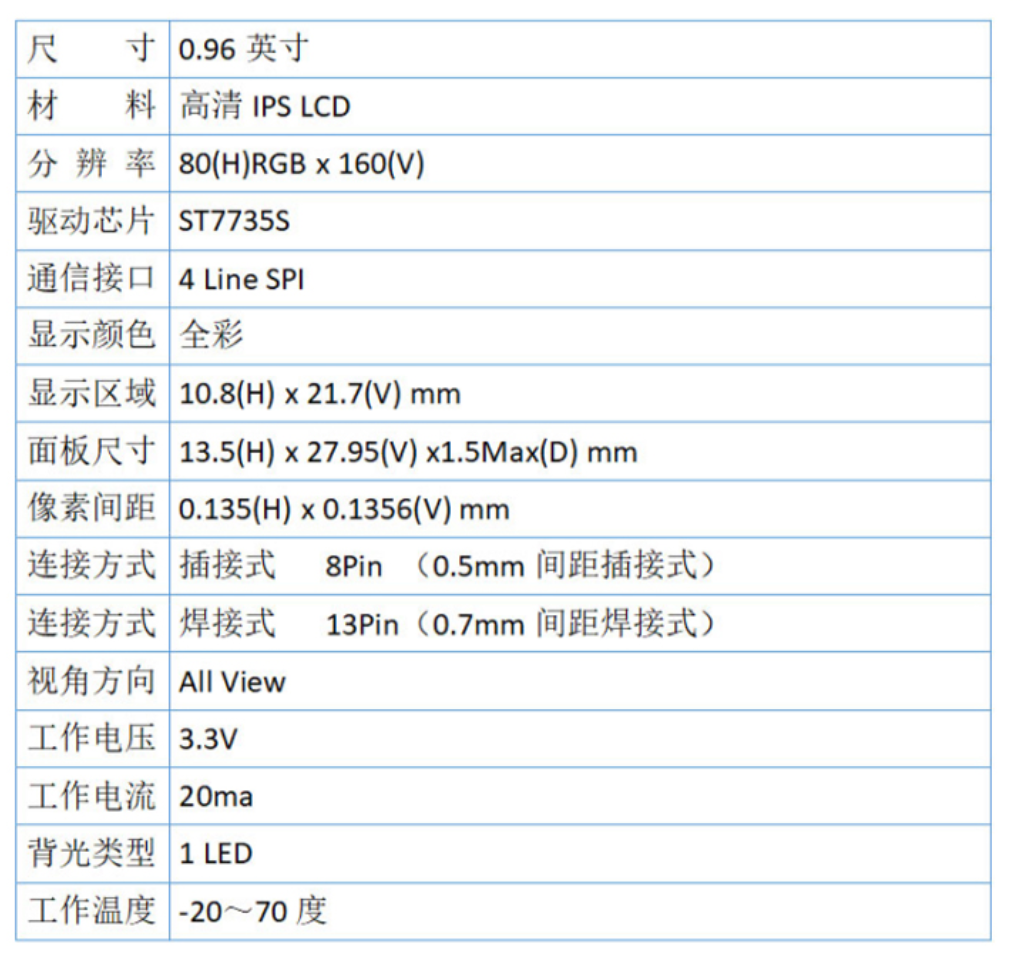 尺 寸 0.96 英寸
材 料 高清 IPS LCD
分 辨 率 80(H)RGB x 160(V)
驱动芯片 ST7735S
通信接口 4 Line SPI
显示颜色 全彩
显示区域 10.8(H) x 21.7(V) mm
面板尺寸 13.5(H) x 27.95(V) x1.5Max(D) mm
像素间距 0.135(H) x 0.1356(V) mm
连接方式 插接式 8Pin （0.5mm 间距插接式）
连接方式 焊接式 13Pin（0.7mm 间距焊接式）
视角方向 All View
工作电压 3.3V
工作电流 20ma
背光类型 1 LED
工作温度 -20～70 度